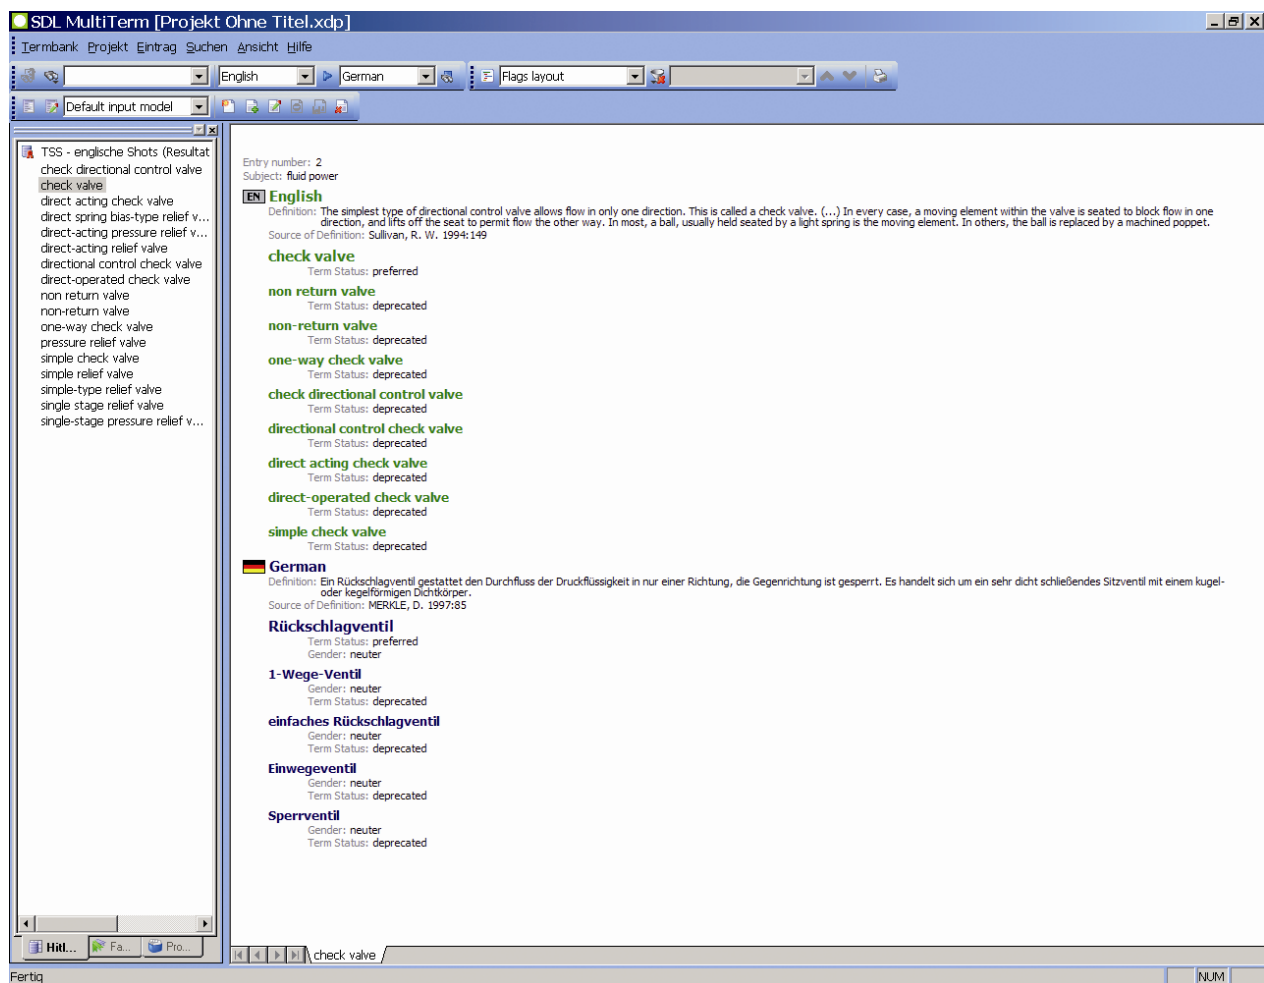 SDL MultiTerm [Projekt Ohne Titel.xdp]
Termbank Projekt Eintrag Suchen Ansicht Hilfe
English German Flags layout
Default input model
TSS - englische Shots (Resultat
check directional control valve
check valve
direct acting check valve
direct spring bias-type relief v...
direct-acting pressure relief v...
direct-acting relief valve
directional control check valve
direct-operated check valve
non return valve
non-return valve
one-way check valve
pressure relief valve
simple check valve
simple relief valve
simple-type relief valve
single stage relief valve
single-stage pressure relief v...
Hitl... Fa... Pro...
Entry number: 2
Subject: fluid power
EN English
Definition: The simplest type of directional control valve allows flow in only one direction. This is called a check valve. (...) In every case, a moving element within the valve is seated to block flow in one
direction, and lifts off the seat to permit flow the other way. In most, a ball, usually held seated by a light spring is the moving element. In others, the ball is replaced by a machined poppet.
Source of Definition: Sullivan, R. W. 1994:149
check valve
Term Status: preferred
non return valve
Term Status: deprecated
non-return valve
Term Status: deprecated
one-way check valve
Term Status: deprecated
check directional control valve
Term Status: deprecated
directional control check valve
Term Status: deprecated
direct acting check valve
Term Status: deprecated
direct-operated check valve
Term Status: deprecated
simple check valve
Term Status: deprecated
German
Definition: Ein Rückschlagventil gestattet den Durchfluss der Druckflüssigkeit in nur einer Richtung, die Gegenrichtung ist gesperrt. Es handelt sich um ein sehr dicht schließendes Sitzventil mit einem kugel-
oder kegelförmigen Dichtkörper.
Source of Definition: MERKLE, D. 1997:85
Rückschlagventil
Term Status: preferred
Gender: neuter
1-Wege-Ventil
Gender: neuter
Term Status: deprecated
einfaches Rückschlagventil
Gender: neuter
Term Status: deprecated
Einwegeventil
Gender: neuter
Term Status: deprecated
Sperrventil
Gender: neuter
Term Status: deprecated
check valve
Fertig NUM